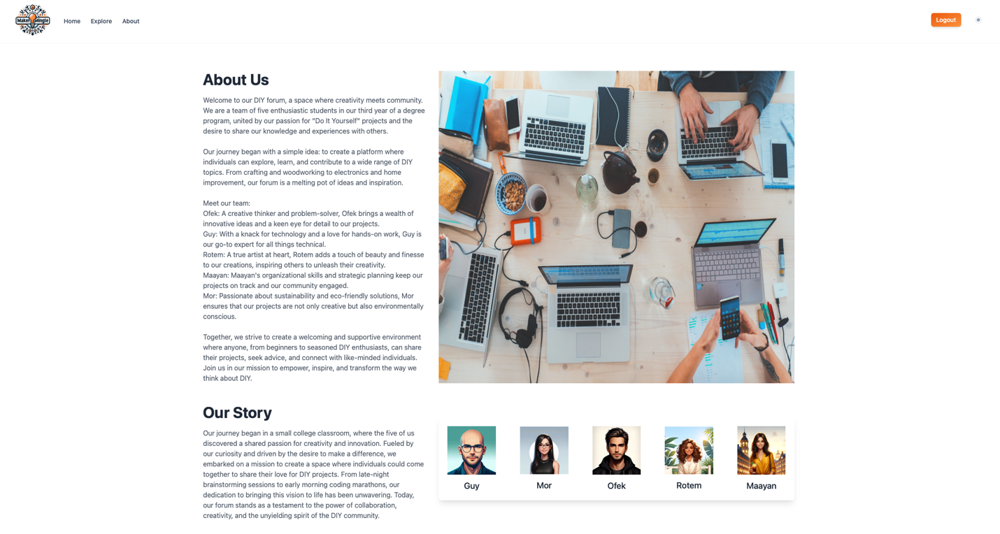 Maker Mingle
Home Explore About
Logout
About Us
Welcome to our DIY forum, a space where creativity meets community.
We are a team of five enthusiastic students in our third year of a degree
program, united by our passion for "Do It Yourself" projects and the
desire to share our knowledge and experiences with others.
Our journey began with a simple idea: to create a platform where
individuals can explore, learn, and contribute to a wide range of DIY
topics. From crafting and woodworking to electronics and home
improvement, our forum is a melting pot of ideas and inspiration.
Meet our team:
Ofek: A creative thinker and problem-solver, Ofek brings a wealth of
innovative ideas and a keen eye for detail to our projects.
Guy: With a knack for technology and a love for hands-on work, Guy is
our go-to expert for all things technical.
Rotem: A true artist at heart, Rotem adds a touch of beauty and finesse
to our creations, inspiring others to unleash their creativity.
Maayan: Maayan's organizational skills and strategic planning keep our
projects on track and our community engaged.
Mor: Passionate about sustainability and eco-friendly solutions, Mor
ensures that our projects are not only creative but also environmentally
conscious.
Together, we strive to create a welcoming and supportive environment
where anyone, from beginners to seasoned DIY enthusiasts, can share
their projects, seek advice, and connect with like-minded individuals.
Join us in our mission to empower, inspire, and transform the way we
think about DIY.
Our Story
Our journey began in a small college classroom, where the five of us
discovered a shared passion for creativity and innovation. Fueled by
our curiosity and driven by the desire to make a difference, we
embarked on a mission to create a space where individuals could come
together to share their love for DIY projects. From late-night
brainstorming sessions to early morning coding marathons, our
dedication to bringing this vision to life has been unwavering. Today,
our forum stands as a testament to the power of collaboration,
creativity, and the unyielding spirit of the DIY community.
Guy Mor Ofek Rotem Maayan